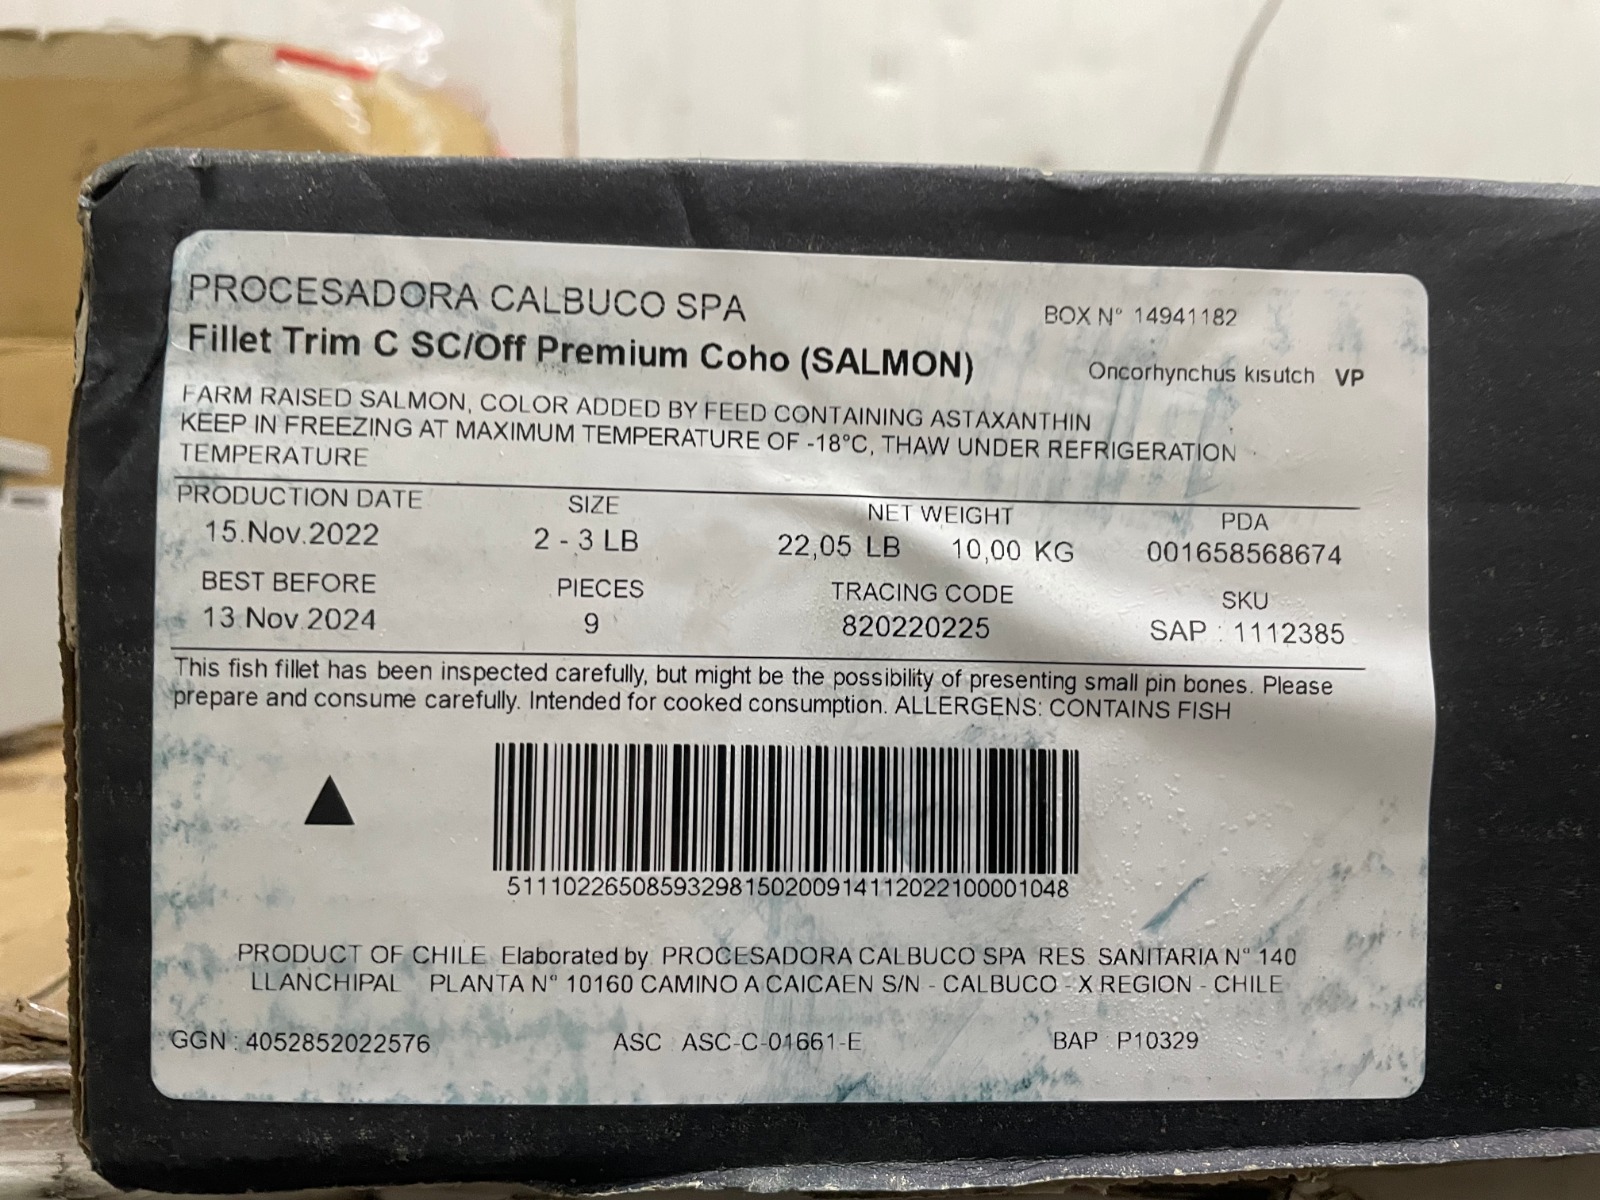 PROCESADORA CALBUCO SPA
BOX N° 14941182
Fillet Trim C SC/Off Premium Coho (SALMON)
Oncorhynchus kisutch VP
FARM RAISED SALMON, COLOR ADDED BY FEED CONTAINING ASTAXANTHIN
KEEP IN FREEZING AT MAXIMUM TEMPERATURE OF -18°C, THAW UNDER REFRIGERATION
TEMPERATURE
PRODUCTION DATE SIZE NET WEIGHT PDA
15.Nov.2022 2 - 3 LB 22,05 LB 10,00 KG 001658568674
BEST BEFORE PIECES TRACING CODE SKU
13 Nov 2024 9 820220225 SAP : 1112385
This fish fillet has been inspected carefully, but might be the possibility of presenting small pin bones. Please
prepare and consume carefully. Intended for cooked consumption. ALLERGENS: CONTAINS FISH
51110226508593298150200914112022100001048
PRODUCT OF CHILE Elaborated by: PROCESADORA CALBUCO SPA RES. SANITARIA N° 140
LLANCHIPAL PLANTA N° 10160 CAMINO A CAICAEN S/N - CALBUCO - X REGION - CHILE
GGN : 4052852022576 ASC : ASC-C-01661-E BAP : P10329